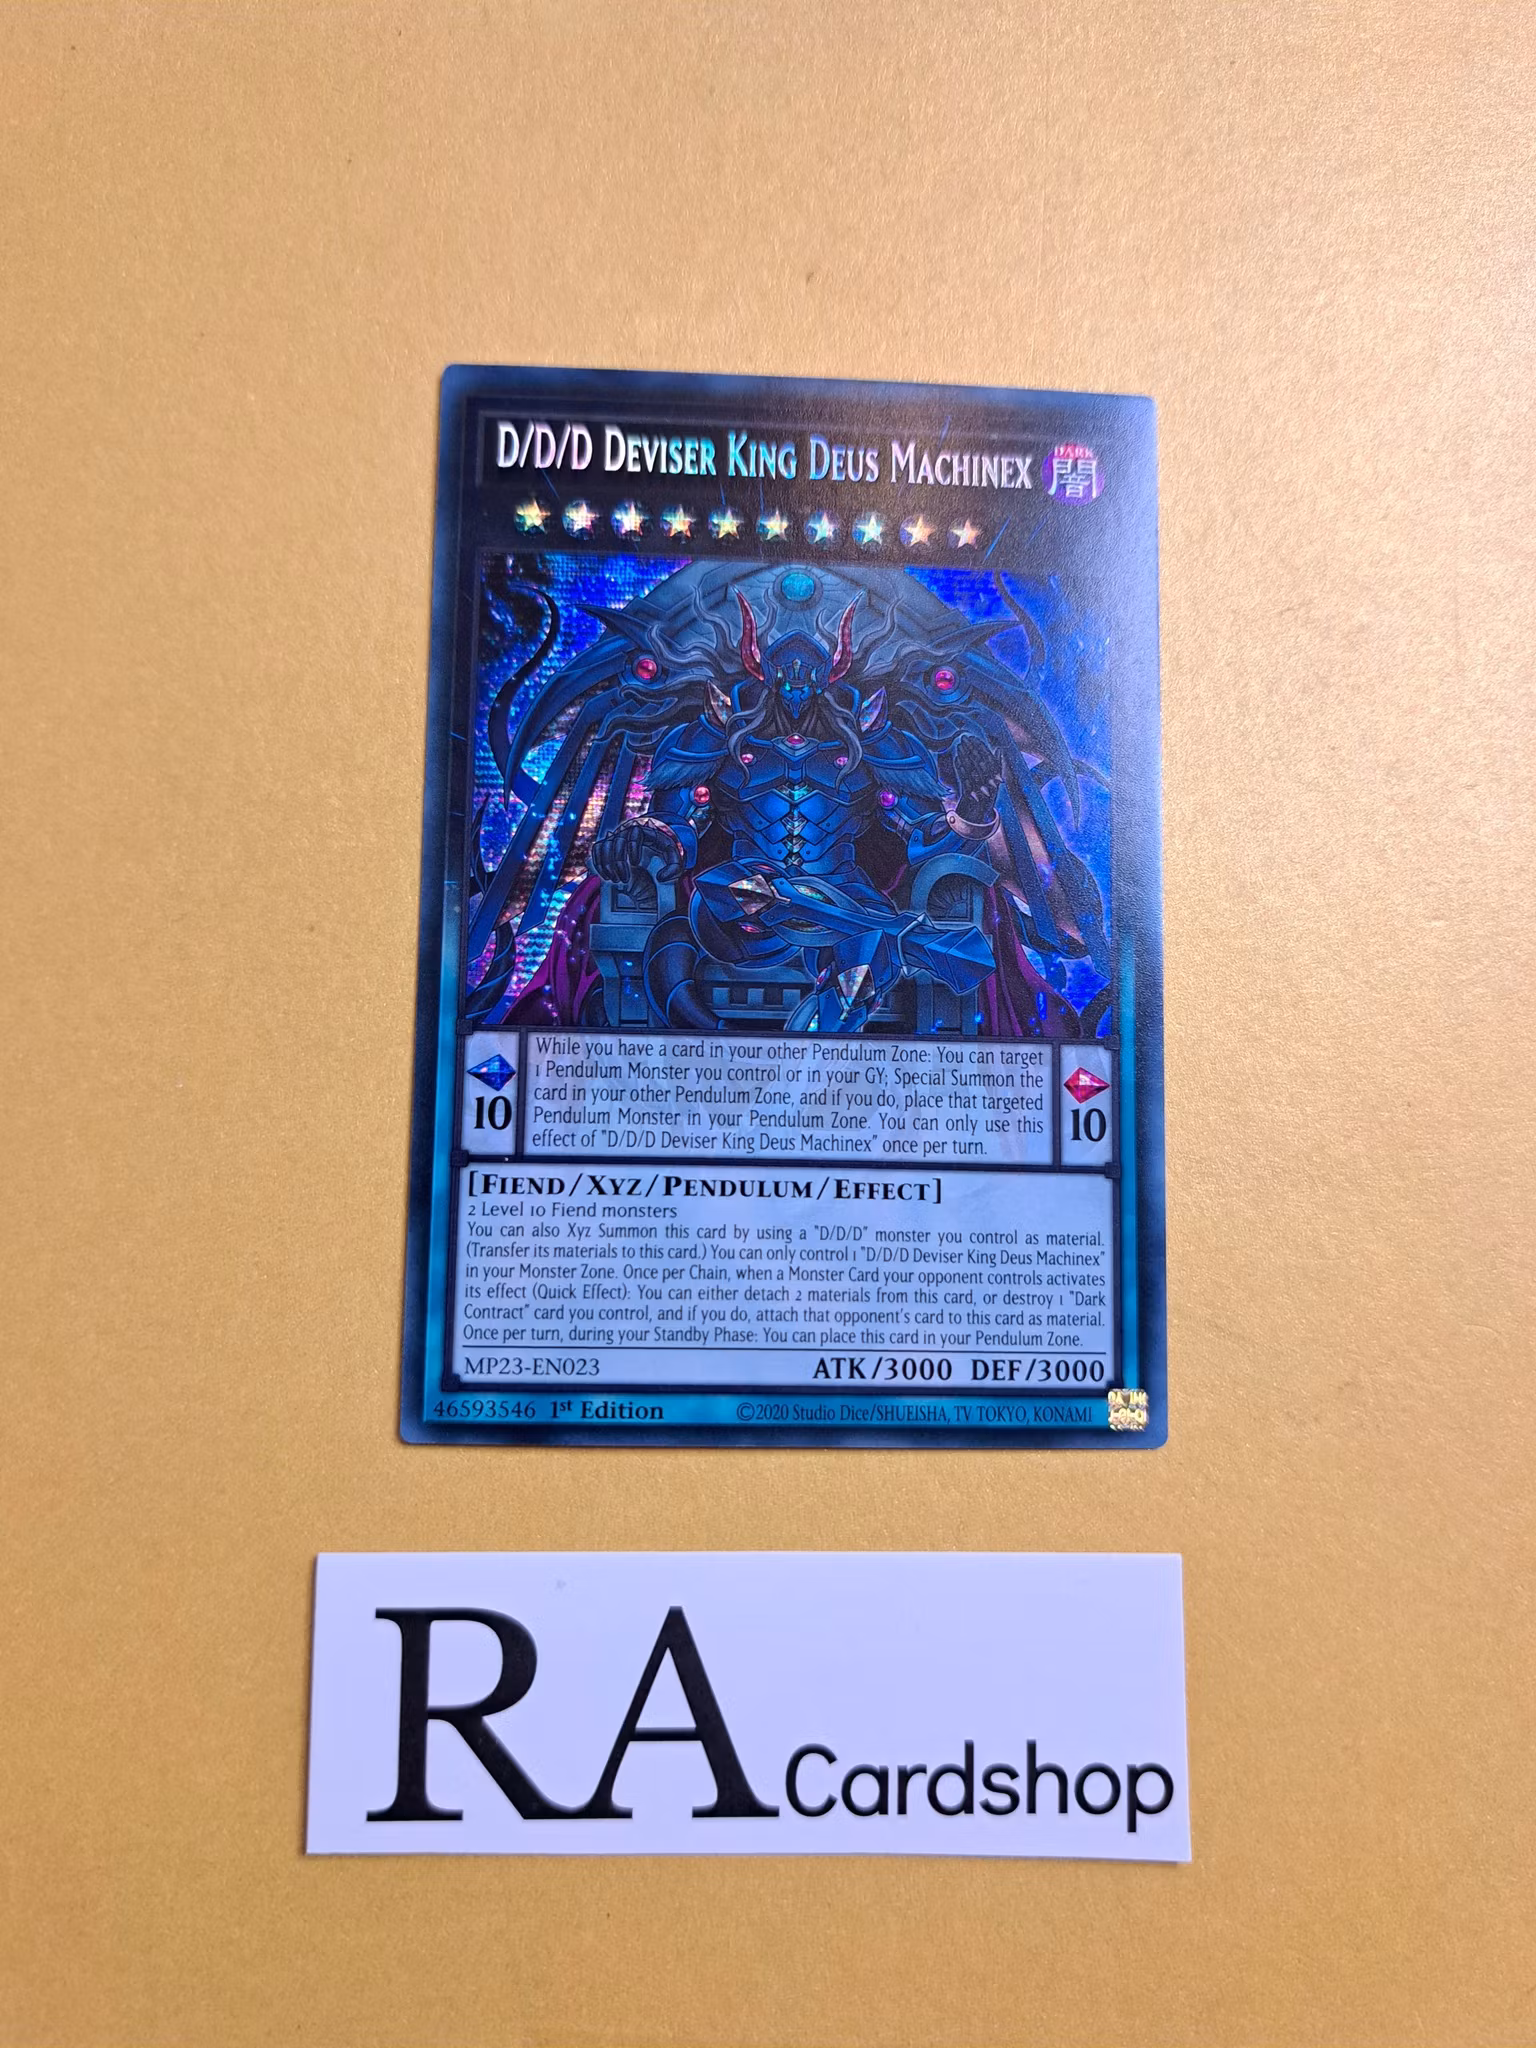 D/D/D Deviser King Deus Machinex
DARK
闇
While you have a card in your other Pendulum Zone: You can target
1 Pendulum Monster you control or in your GY; Special Summon the
card in your other Pendulum Zone, and if you do, place that targeted
Pendulum Monster in your Pendulum Zone. You can only use this
effect of "D/D/D Deviser King Deus Machinex" once per turn.
10
10
[Fiend/Xyz/Pendulum/Effect]
2 Level 10 Fiend monsters
You can also Xyz Summon this card by using a "D/D/D" monster you control as material.
(Transfer its materials to this card.) You can only control 1 "D/D/D Deviser King Deus Machinex"
in your Monster Zone. Once per Chain, when a Monster Card your opponent controls activates
its effect (Quick Effect): You can either detach 2 materials from this card, or destroy 1 "Dark
Contract" card you control, and if you do, attach that opponent's card to this card as material.
Once per turn, during your Standby Phase: You can place this card in your Pendulum Zone.
MP23-EN023
ATK/3000 DEF/3000
46593546 1st Edition
©2020 Studio Dice/SHUEISHA, TV TOKYO, KONAMI
RA Cardshop